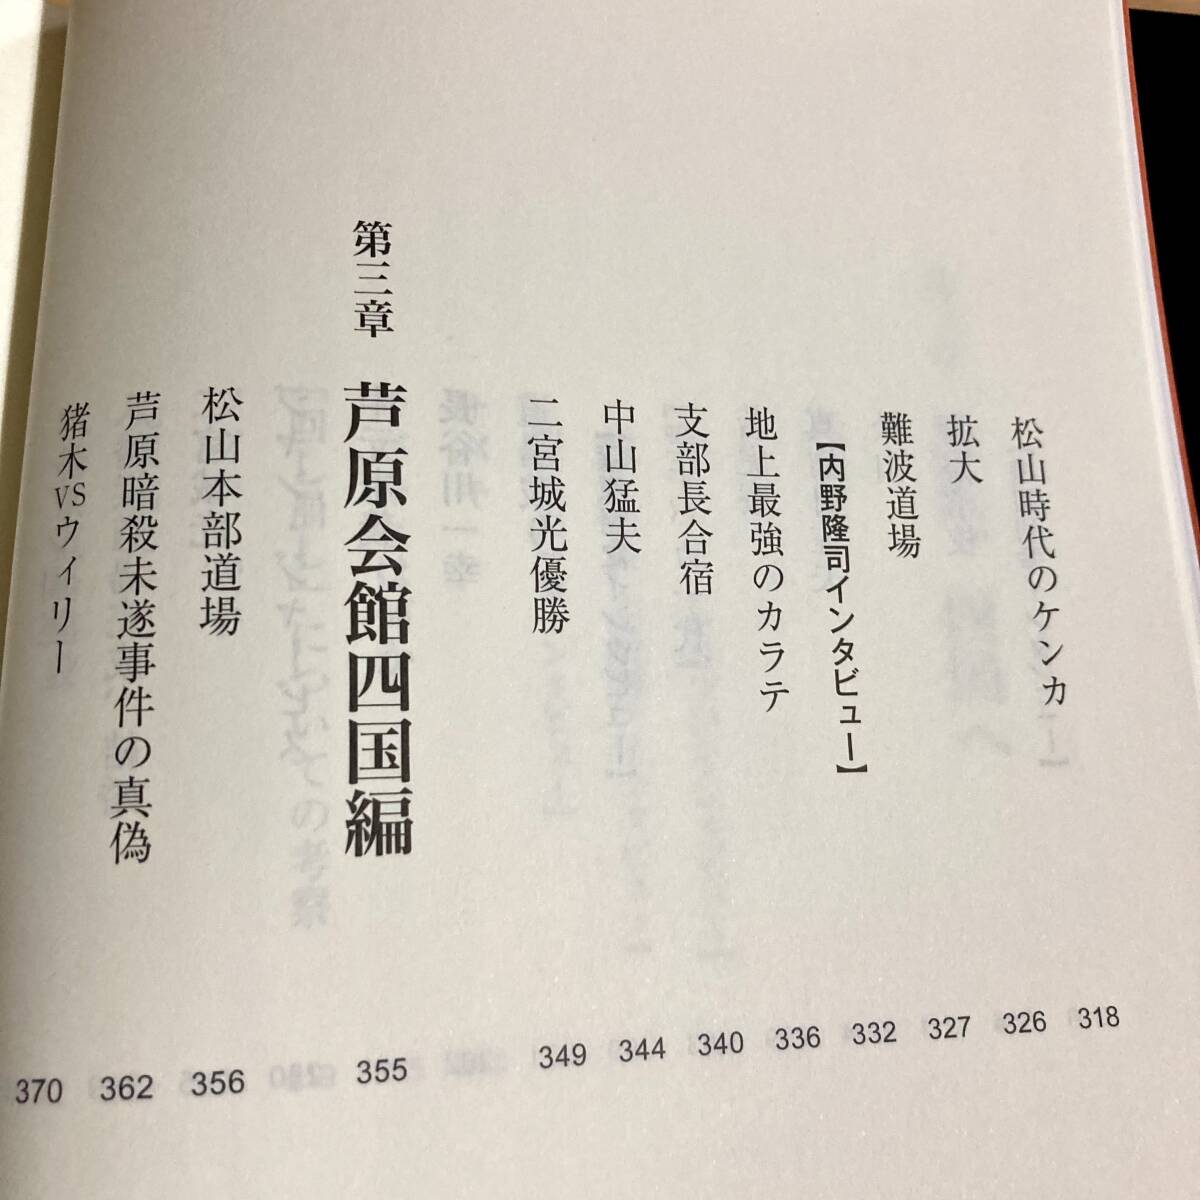 松山時代のケンカ 318
拡大 326
難波道場 327
【内野隆司インタビュー】 332
地上最強のカラテ 336
支部長合宿 340
中山猛夫 344
二宮城光優勝 349
第三章 芦原会館四国編 355
松山本部道場 356
芦原暗殺未遂事件の真偽 362
猪木VSウィリー 370